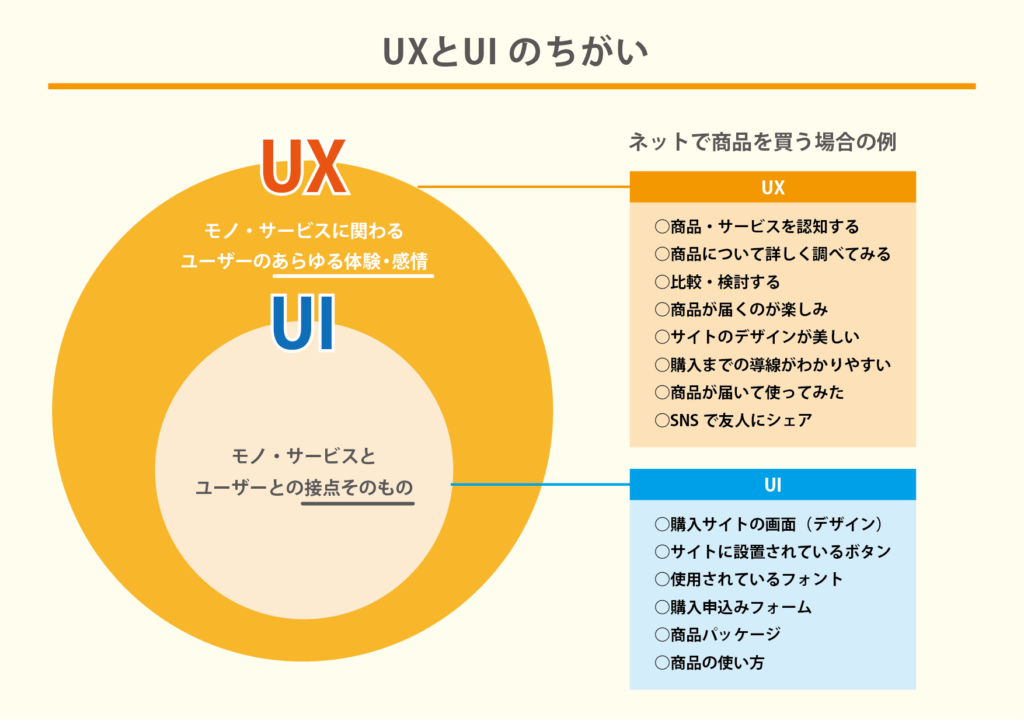 UXとUI のちがい
UX
モノ・サービスに関わる
ユーザーのあらゆる体験・感情
UI
モノ・サービスと
ユーザーとの接点そのもの
ネットで商品を買う場合の例
UX
○商品・サービスを認知する
○商品について詳しく調べてみる
○比較・検討する
○商品が届くのが楽しみ
○サイトのデザインが美しい
○購入までの導線がわかりやすい
○商品が届いて使ってみた
○SNS で友人にシェア
UI
○購入サイトの画面（デザイン）
○サイトに設置されているボタン
○使用されているフォント
○購入申込みフォーム
○商品パッケージ
○商品の使い方